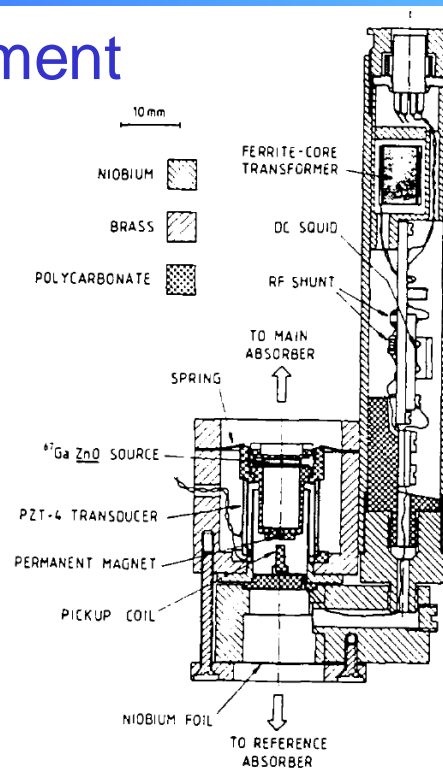 ment
10 mm
NIOBIUM
BRASS
POLYCARBONATE
FERRITE-CORE
TRANSFORMER
DC SQUID
RF SHUNT
TO MAIN
ABSORBER
SPRING
⁶⁷Ga ZnO SOURCE
PZT-4 TRANSDUCER
PERMANENT MAGNET
PICKUP COIL
NIOBIUM FOIL
TO REFERENCE
ABSORBER